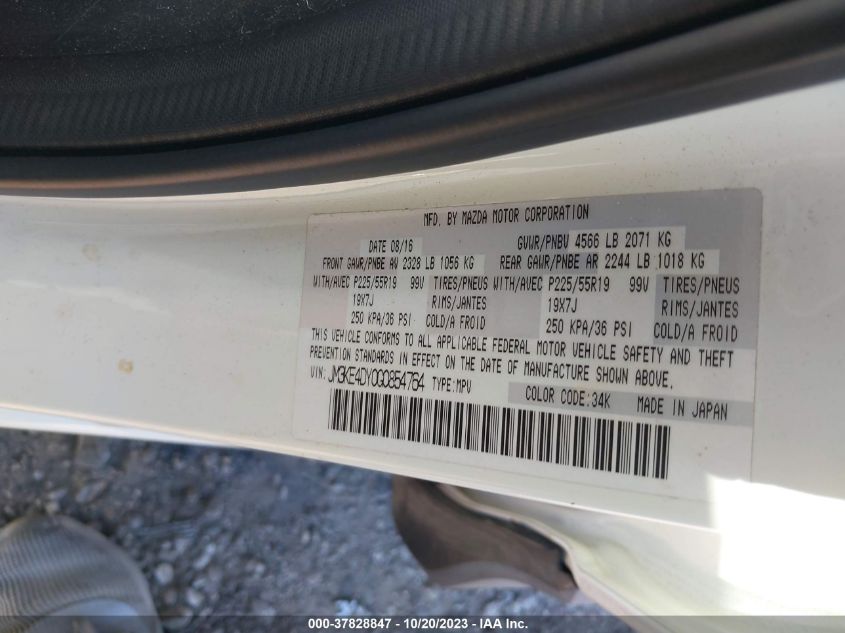 MFD. BY MAZDA MOTOR CORPORATION
DATE 08/16 GVWR/PNBV 4566 LB 2071 KG
FRONT GAWR/PNBE AV 2328 LB 1056 KG REAR GAWR/PNBE AR 2244 LB 1018 KG
WITH/AVEC P225/55R19 99V TIRES/PNEUS WITH/AVEC P225/55R19 99V TIRES/PNEUS
19X7J RIMS/JANTES 19X7J RIMS/JANTES
250 KPA/36 PSI COLD/A FROID 250 KPA/36 PSI COLD/A FROID
THIS VEHICLE CONFORMS TO ALL APPLICABLE FEDERAL MOTOR VEHICLE SAFETY AND THEFT
PREVENTION STANDARDS IN EFFECT ON THE DATE OF MANUFACTURE SHOWN ABOVE.
VIN: JM3KE4DY0G0854764 TYPE:MPV
COLOR CODE:34K MADE IN JAPAN
000-37828847 - 10/20/2023 - IAA Inc.